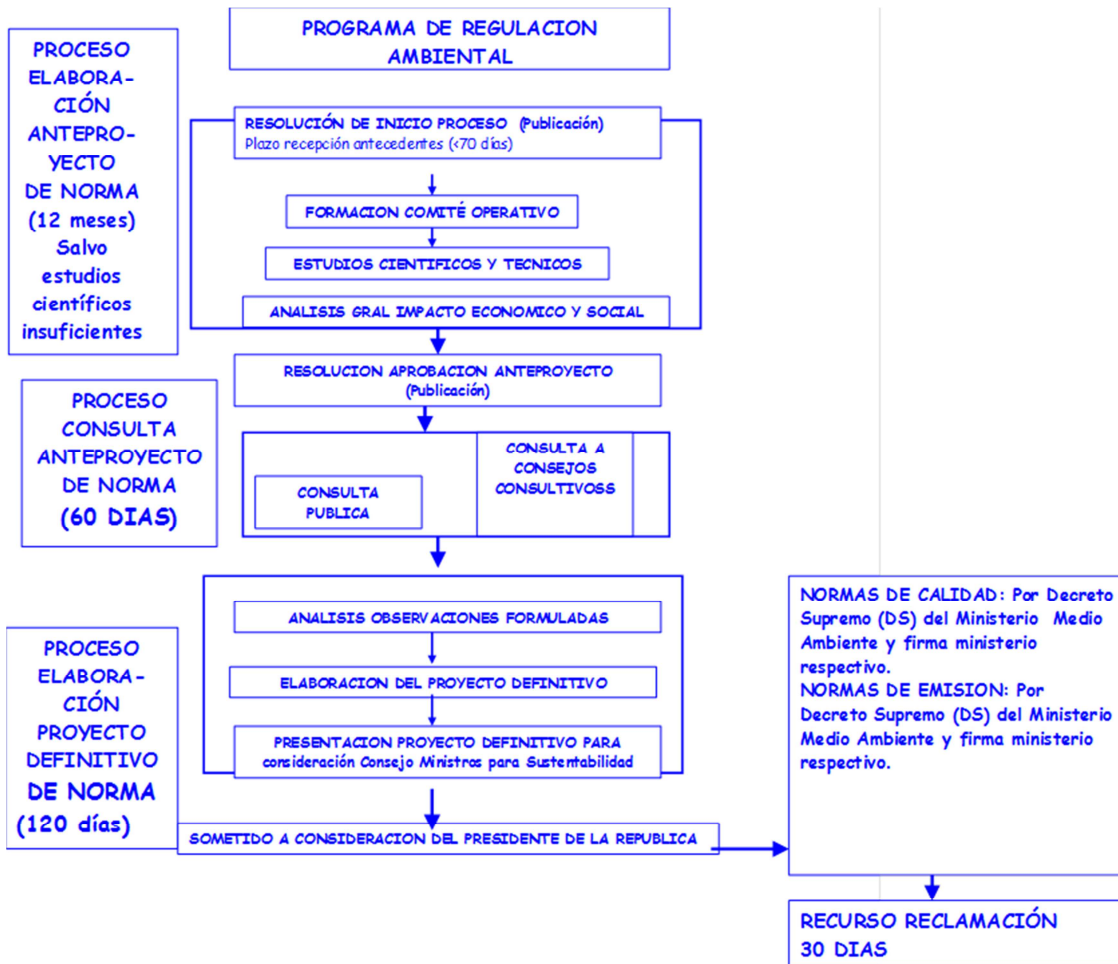 PROGRAMA DE REGULACION
AMBIENTAL
PROCESO
ELABORA-
CIÓN
ANTEPRO-
YECTO
DE NORMA
(12 meses)
Salvo
estudios
científicos
insuficientes
RESOLUCIÓN DE INICIO PROCESO (Publicación)
Plazo recepción antecedentes (<70 días)
FORMACION COMITÉ OPERATIVO
ESTUDIOS CIENTIFICOS Y TECNICOS
ANALISIS GRAL IMPACTO ECONOMICO Y SOCIAL
RESOLUCION APROBACION ANTEPROYECTO
(Publicación)
PROCESO
CONSULTA
ANTEPROYECTO
DE NORMA
(60 DIAS)
CONSULTA
PUBLICA
CONSULTA A
CONSEJOS
CONSULTIVOSS
PROCESO
ELABORA-
CIÓN
PROYECTO
DEFINITIVO
DE NORMA
(120 días)
ANALISIS OBSERVACIONES FORMULADAS
ELABORACION DEL PROYECTO DEFINITIVO
PRESENTACION PROYECTO DEFINITIVO PARA
consideración Consejo Ministros para Sustentabilidad
SOMETIDO A CONSIDERACION DEL PRESIDENTE DE LA REPUBLICA
NORMAS DE CALIDAD: Por Decreto
Supremo (DS) del Ministerio Medio
Ambiente y firma ministerio
respectivo.
NORMAS DE EMISION: Por
Decreto Supremo (DS) del Ministerio
Medio Ambiente y firma ministerio
respectivo.
RECURSO RECLAMACIÓN
30 DIAS